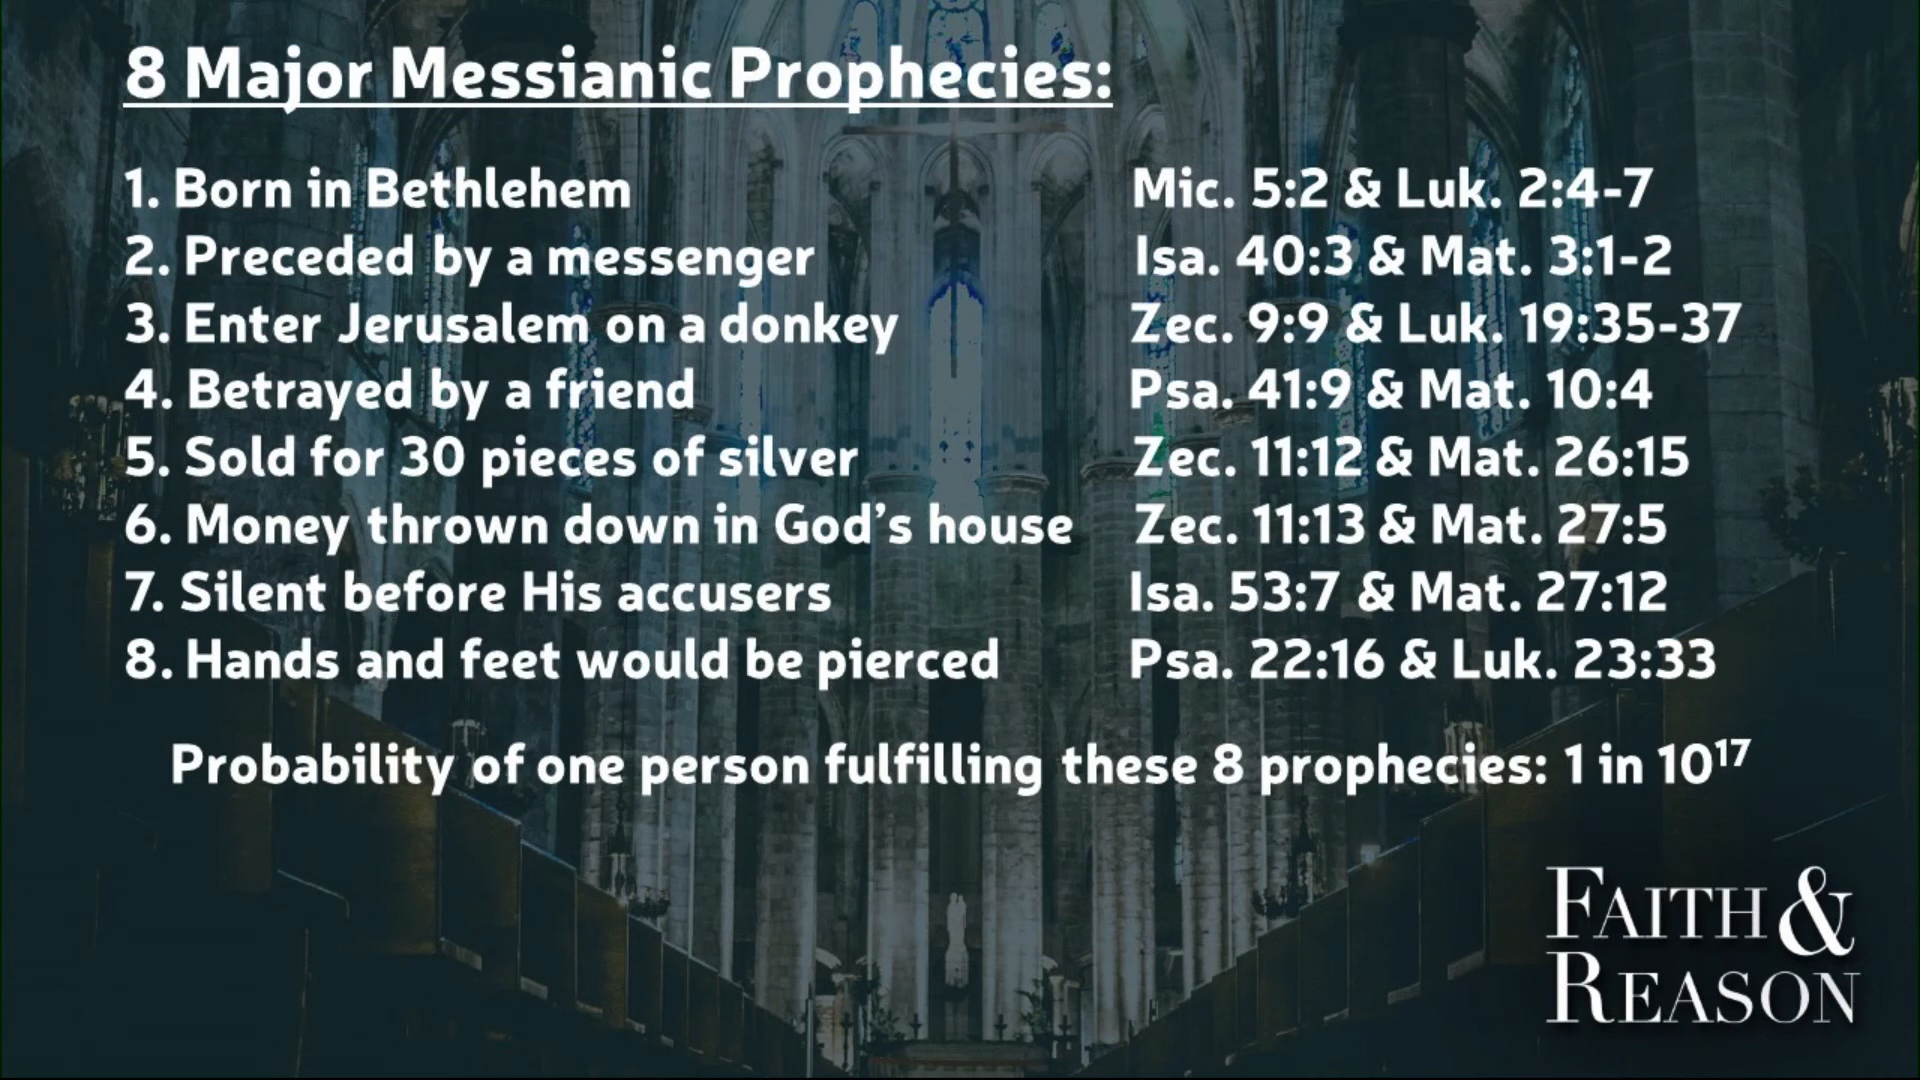 8 Major Messianic Prophecies:
1. Born in Bethlehem Mic. 5:2 & Luk. 2:4-7
2. Preceded by a messenger Isa. 40:3 & Mat. 3:1-2
3. Enter Jerusalem on a donkey Zec. 9:9 & Luk. 19:35-37
4. Betrayed by a friend Psa. 41:9 & Mat. 10:4
5. Sold for 30 pieces of silver Zec. 11:12 & Mat. 26:15
6. Money thrown down in God’s house Zec. 11:13 & Mat. 27:5
7. Silent before His accusers Isa. 53:7 & Mat. 27:12
8. Hands and feet would be pierced Psa. 22:16 & Luk. 23:33
Probability of one person fulfilling these 8 prophecies: 1 in 10¹⁷
FAITH &
REASON